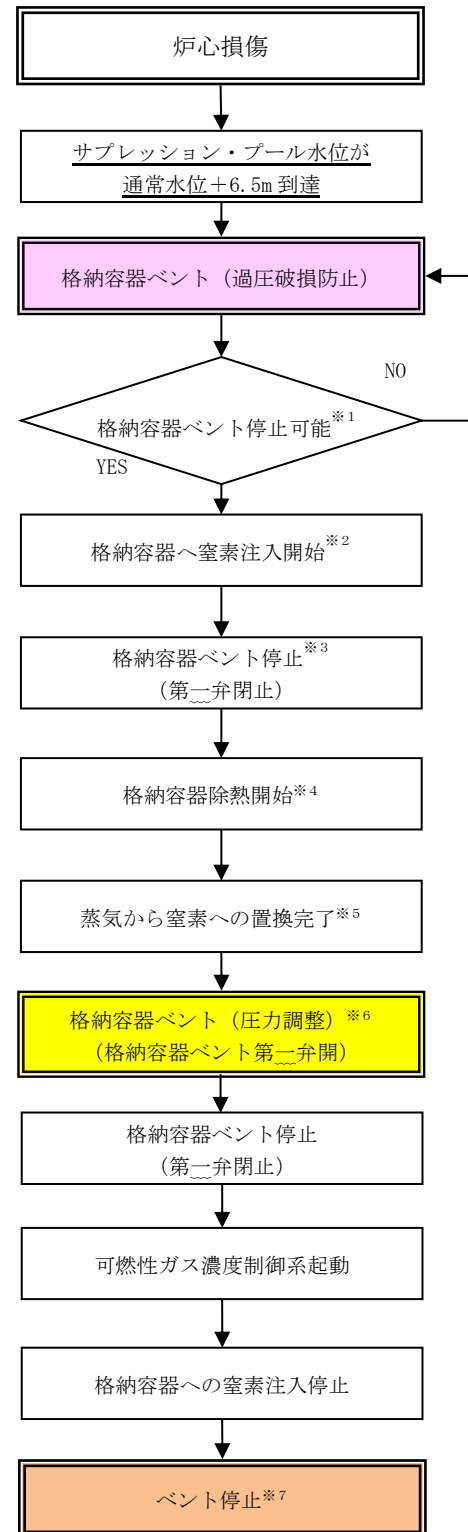 炉心損傷
サプレッション・プール水位が
通常水位＋6.5m 到達
格納容器ベント（過圧破損防止）
NO
格納容器ベント停止可能※1
YES
格納容器へ窒素注入開始※2
格納容器ベント停止※3
（第一弁閉止）
格納容器除熱開始※4
蒸気から窒素への置換完了※5
格納容器ベント（圧力調整）※6
（格納容器ベント第一弁開）
格納容器ベント停止
（第一弁閉止）
可燃性ガス濃度制御系起動
格納容器への窒素注入停止
ベント停止※7